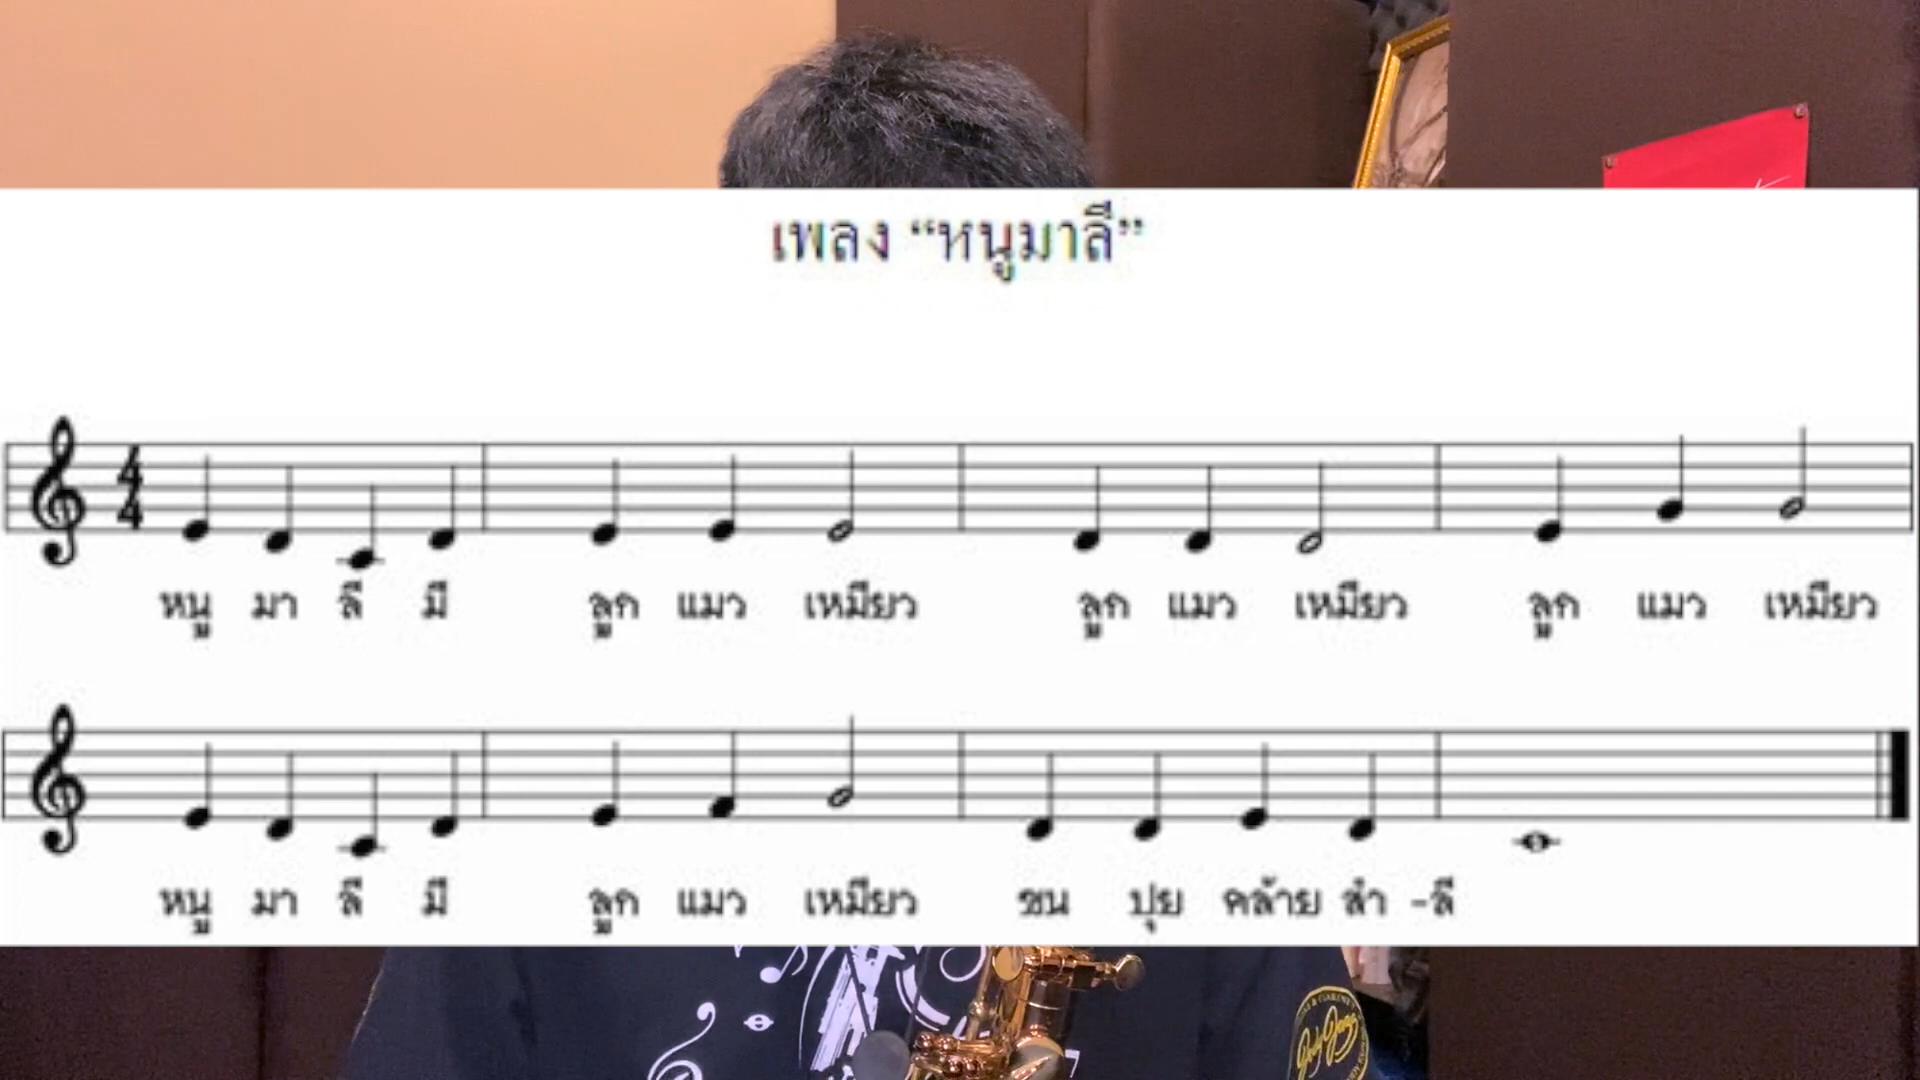 เพลง “หนูมาลี”
4
4
หนู มา ลี มี ลูก แมว เหมียว ลูก แมว เหมียว ลูก แมว เหมียว
หนู มา ลี มี ลูก แมว เหมียว ขน ปุย คล้าย สำ -ลี